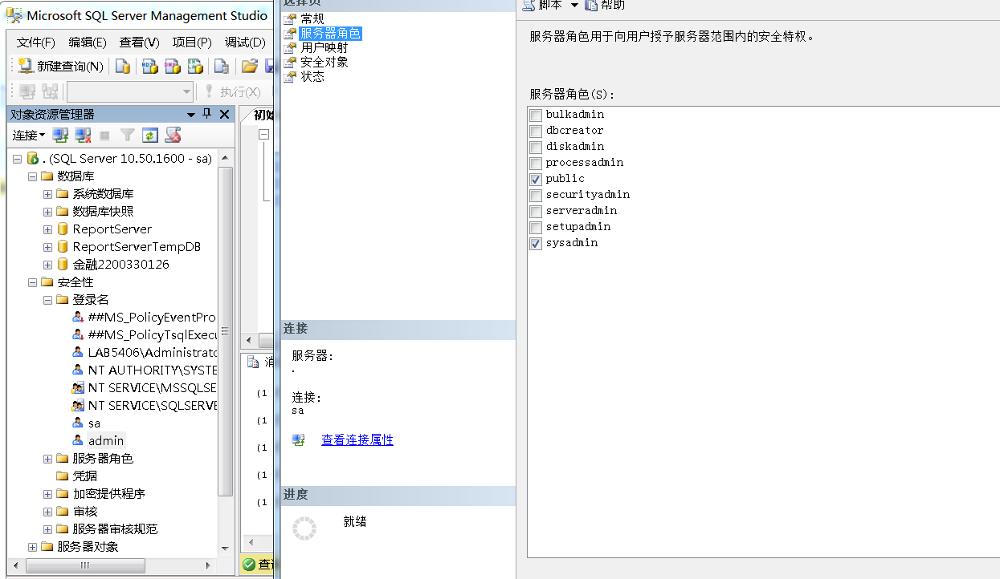 Microsoft SQL Server Management Studio
文件(F) 编辑(E) 查看(V) 项目(P) 调试(D)
新建查询(N)
执行(X)
对象资源管理器
连接
. (SQL Server 10.50.1600 - sa)
数据库
系统数据库
数据库快照
ReportServer
ReportServerTempDB
金融2200330126
安全性
登录名
##MS_PolicyEventPro
##MS_PolicyTsqlExecu
LAB5406\Administrato
NT AUTHORITY\SYSTE
NT SERVICE\MSSQLSE
NT SERVICE\SQLSERVE
sa
admin
服务器角色
凭据
加密提供程序
审核
服务器审核规范
服务器对象
初始
消
(1
(1
(1
(1
(1
查询
选择页
常规
服务器角色
用户映射
安全对象
状态
连接
服务器:
.
连接:
sa
查看连接属性
进度
就绪
脚本 帮助
服务器角色用于向用户授予服务器范围内的安全特权。
服务器角色(S):
bulkadmin
dbcreator
diskadmin
processadmin
public
securityadmin
serveradmin
setupadmin
sysadmin